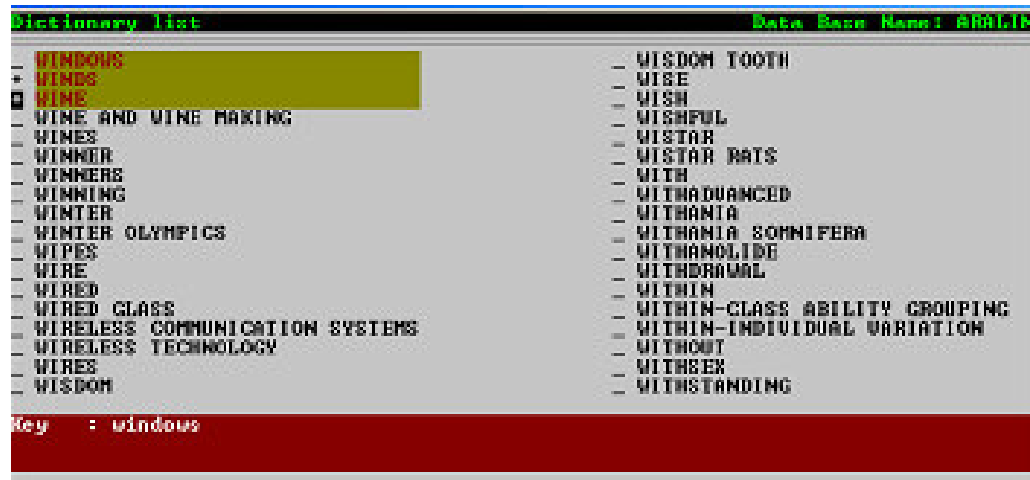 Dictionary list
Data Base Name: ARALIN
_ WINDOWS
+ WINDS
WINE
_ WINE AND WINE MAKING
_ WINES
_ WINNER
_ WINNERS
_ WINNING
_ WINTER
_ WINTER OLYMPICS
_ WIPES
_ WIRE
_ WIRED
_ WIRED GLASS
_ WIRELESS COMMUNICATION SYSTEMS
_ WIRELESS TECHNOLOGY
_ WIRES
_ WISDOM
_ WISDOM TOOTH
_ WISE
_ WISH
_ WISHFUL
_ WISTAR
_ WISTAR RATS
_ WITH
_ WITHADVANCED
_ WITHANIA
_ WITHANIA SOMNIFERA
_ WITHANOLIDE
_ WITHDRAWAL
_ WITHIN
_ WITHIN-CLASS ABILITY GROUPING
_ WITHIN-INDIVIDUAL VARIATION
_ WITHOUT
_ WITHSEX
_ WITHSTANDING
Key : windows